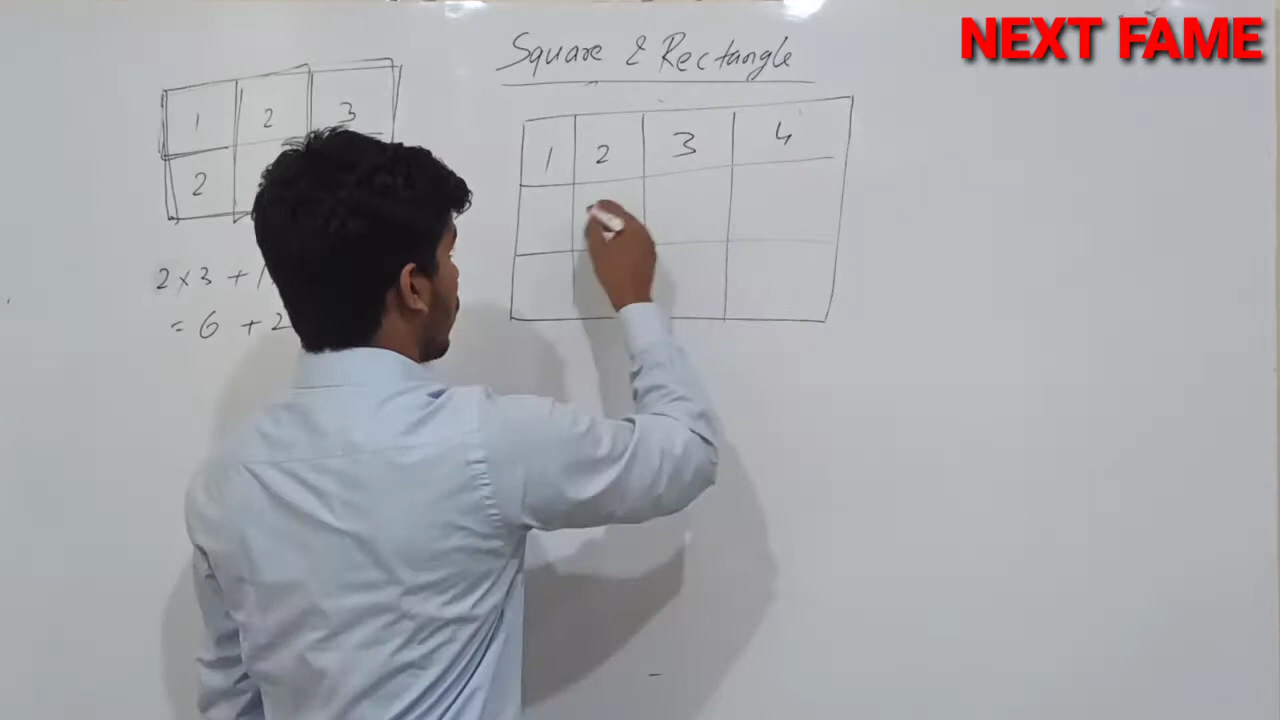 NEXT FAME
Square & Rectangle
1 2 3
2
2 x 3 +
= 6 + 2
1 2 3 4